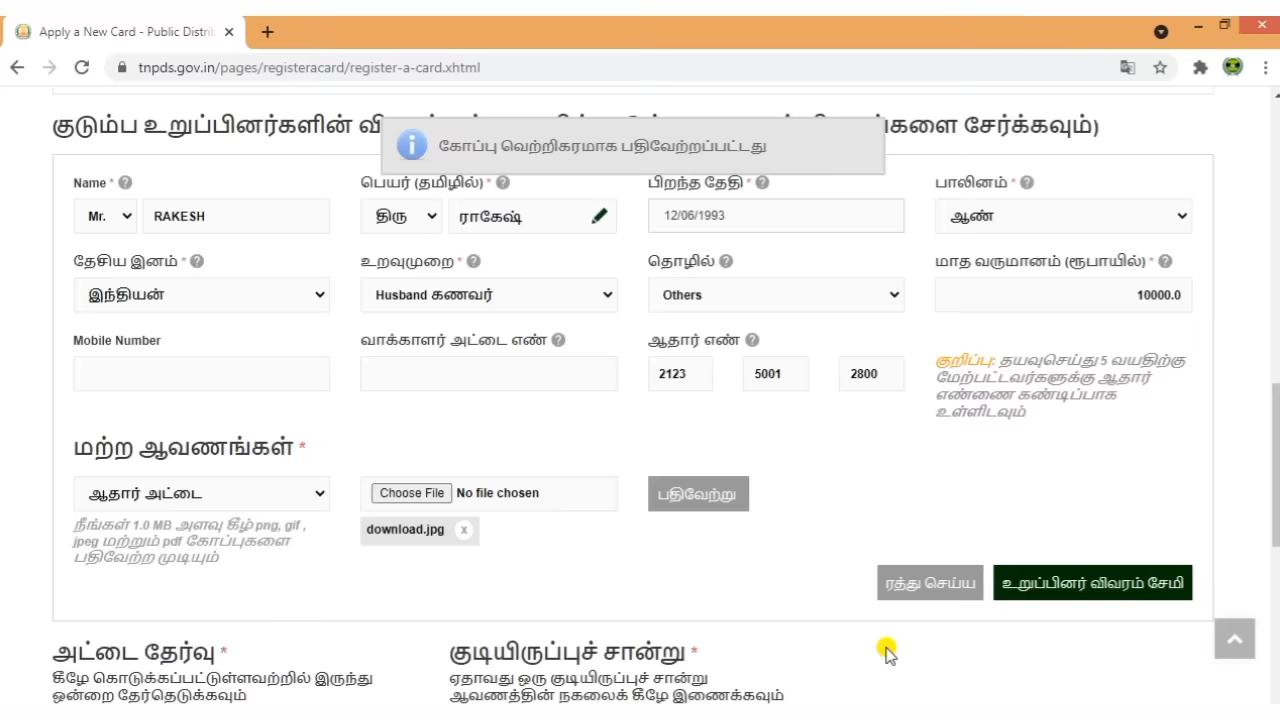 Apply a New Card - Public Distrib
tnpds.gov.in/pages/registeracard/register-a-card.xhtml
குடும்ப உறுப்பினர்களின்
களை சேர்க்கவும்)
கோப்பு வெற்றிகரமாக பதிவேற்றப்பட்டது
Name * பெயர் (தமிழில்) * பிறந்த தேதி * பாலினம் *
Mr. RAKESH திரு ராகேஷ் 12/06/1993 ஆண்
தேசிய இனம் * உறவுமுறை * தொழில் மாத வருமானம் (ரூபாயில்) *
இந்தியன் Husband கணவர் Others 10000.0
Mobile Number வாக்காளர் அட்டை எண் ஆதார் எண்
2123 5001 2800
குறிப்பு: தயவுசெய்து 5 வயதிற்கு
மேற்பட்டவர்களுக்கு ஆதார்
எண்ணை கண்டிப்பாக
உள்ளிடவும்
மற்ற ஆவணங்கள் *
ஆதார் அட்டை Choose File No file chosen பதிவேற்று
download.jpg x
நீங்கள் 1.0 MB அளவு கீழ் png, gif ,
jpeg மற்றும் pdf கோப்புகளை
பதிவேற்ற முடியும்
ரத்து செய்ய உறுப்பினர் விவரம் சேமி
அட்டை தேர்வு * குடியிருப்புச் சான்று *
கீழே கொடுக்கப்பட்டுள்ளவற்றில் இருந்து
ஒன்றை தேர்தெடுக்கவும்
ஏதாவது ஒரு குடியிருப்புச் சான்று
ஆவணத்தின் நகலைக் கீழே இணைக்கவும்